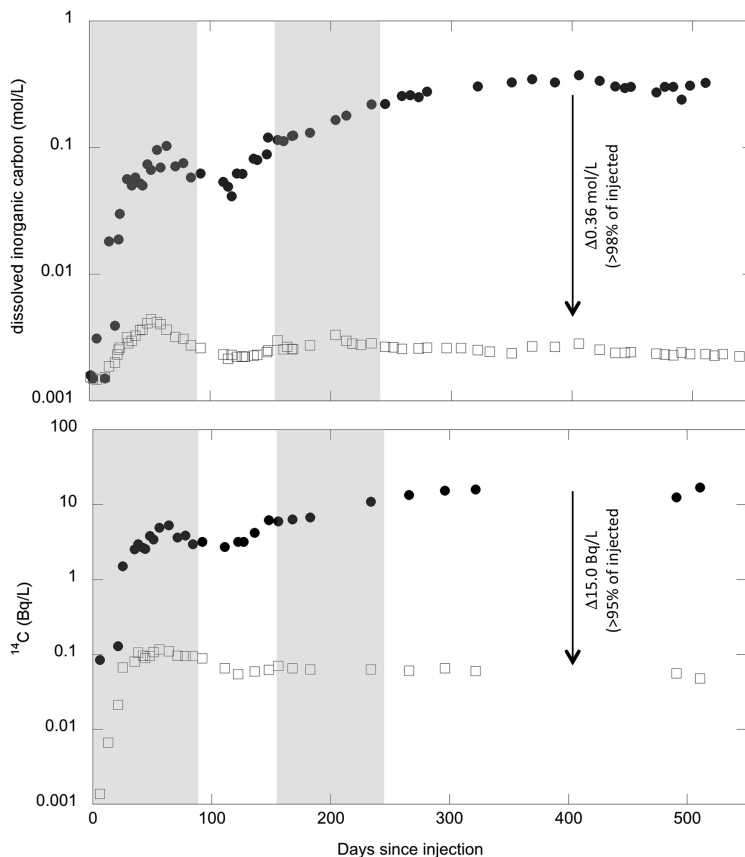 1
0.1
0.01
0.001
dissolved inorganic carbon (mol/L)
Δ0.36 mol/L
(>98% of injected
100
10
1
0.1
0.01
0.001
¹⁴C (Bq/L)
Δ15.0 Bq/L
(>95% of injected
0 100 200 300 400 500
Days since injection